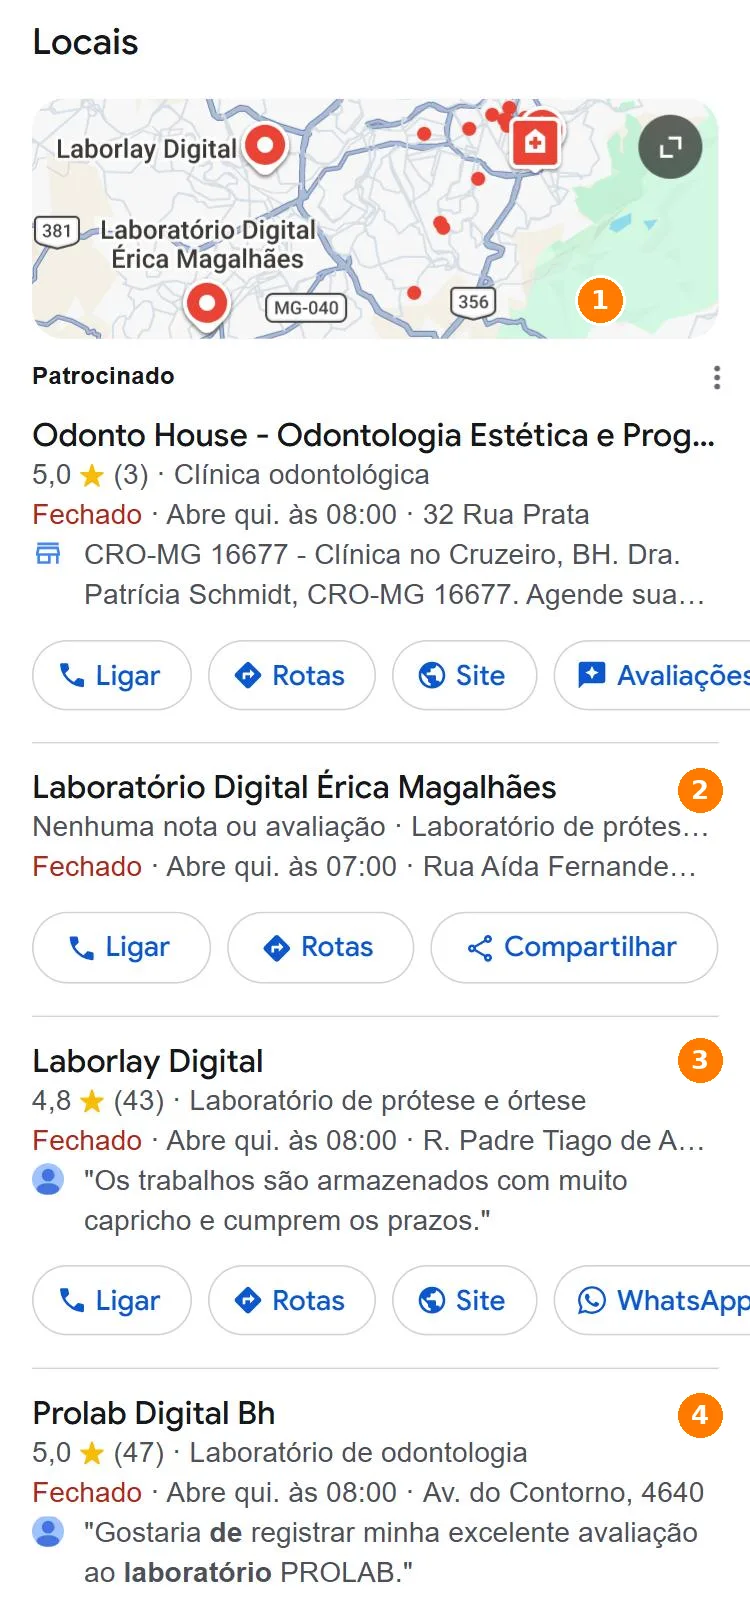 Locais
Laborlay Digital
381
Laboratório Digital
Érica Magalhães
MG-040
356
1
Patrocinado
Odonto House - Odontologia Estética e Prog...
5,0 ★ (3) · Clínica odontológica
Fechado · Abre qui. às 08:00 · 32 Rua Prata
CRO-MG 16677 - Clínica no Cruzeiro, BH. Dra.
Patrícia Schmidt, CRO-MG 16677. Agende sua...
Ligar Rotas Site Avaliações
Laboratório Digital Érica Magalhães 2
Nenhuma nota ou avaliação · Laboratório de prótes...
Fechado · Abre qui. às 07:00 · Rua Aída Fernande...
Ligar Rotas Compartilhar
Laborlay Digital 3
4,8 ★ (43) · Laboratório de prótese e órtese
Fechado · Abre qui. às 08:00 · R. Padre Tiago de A...
"Os trabalhos são armazenados com muito
capricho e cumprem os prazos."
Ligar Rotas Site WhatsApp
Prolab Digital Bh 4
5,0 ★ (47) · Laboratório de odontologia
Fechado · Abre qui. às 08:00 · Av. do Contorno, 4640
"Gostaria de registrar minha excelente avaliação
ao laboratório PROLAB."